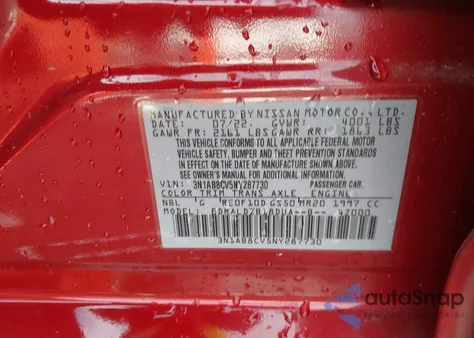 MANUFACTURED BY NISSAN MOTOR CO., LTD.
DATE: 07/22 GVWR: 4001 LBS
GAWR FR: 2161 LBS GAWR RR: 1863 LBS
THIS VEHICLE CONFORMS TO ALL APPLICABLE FEDERAL MOTOR
VEHICLE SAFETY, BUMPER AND THEFT PREVENTION STANDARDS
IN EFFECT ON THE DATE OF MANUFACTURE SHOWN ABOVE.
SEE OWNER'S MANUAL FOR ADDITIONAL INFORMATION
VIN: 3N1AB8CV5NY287730 PASSENGER CAR.
COLOR TRIM TRANS AXLE ENGINE
NBL G RE0F10D GS50 MR20 1997 CC
MODEL 47000
3N1AB8CV5NY287730
autoSnap